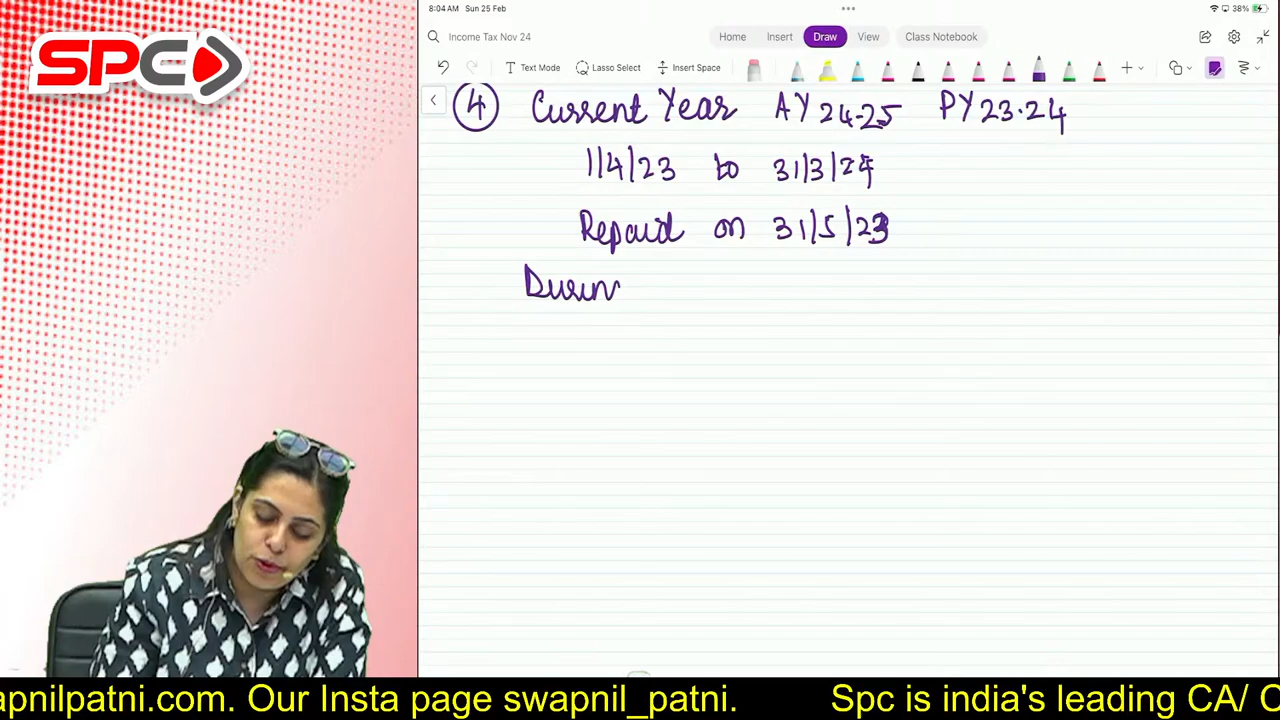 8:04 AM Sun 25 Feb
38%
SPC
Income Tax Nov 24
Home Insert Draw View Class Notebook
Text Mode Lasso Select Insert Space
4 Current Year AY 24-25 PY 23-24
1/4/23 to 31/3/24
Repaid on 31/5/23
Durin
apnilpatni.com. Our Insta page swapnil_patni. Spc is india's leading CA/ C